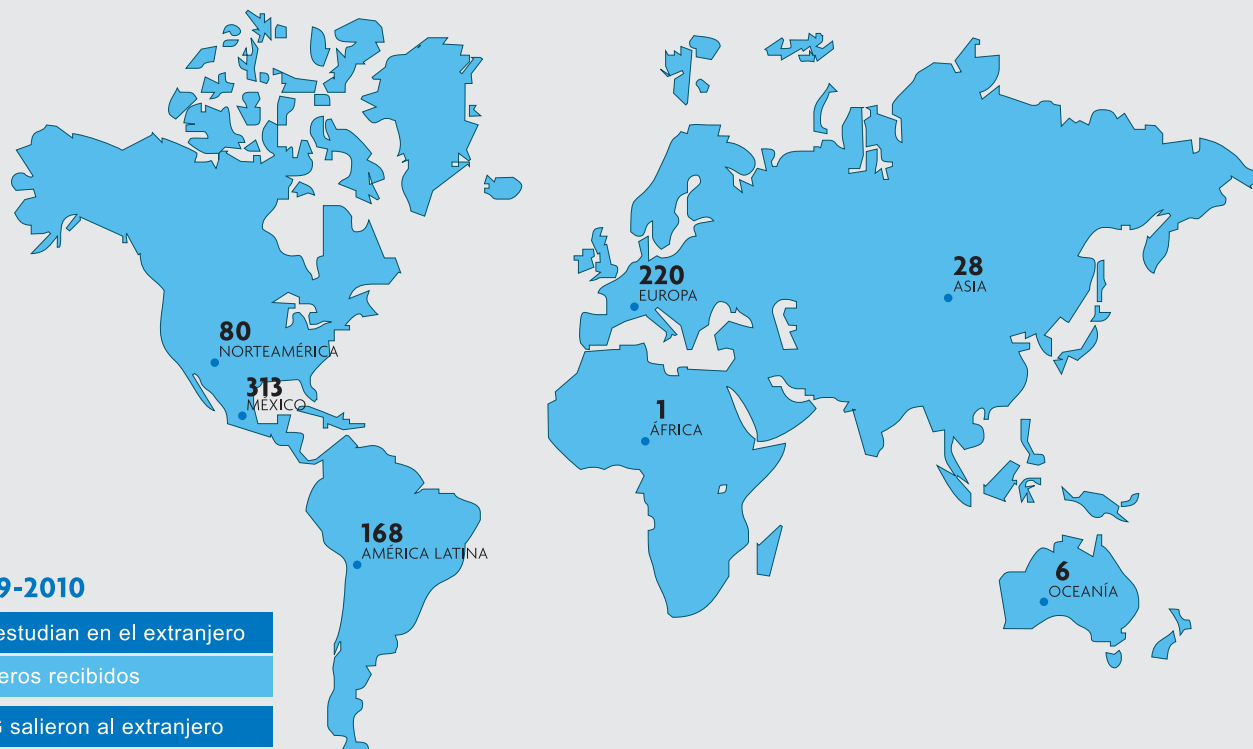 220
EUROPA
28
ASIA
80
NORTEAMÉRICA
313
MÉXICO
1
ÁFRICA
168
AMÉRICA LATINA
6
OCEANÍA
9-2010
estudian en el extranjero
eros recibidos
G salieron al extranjero